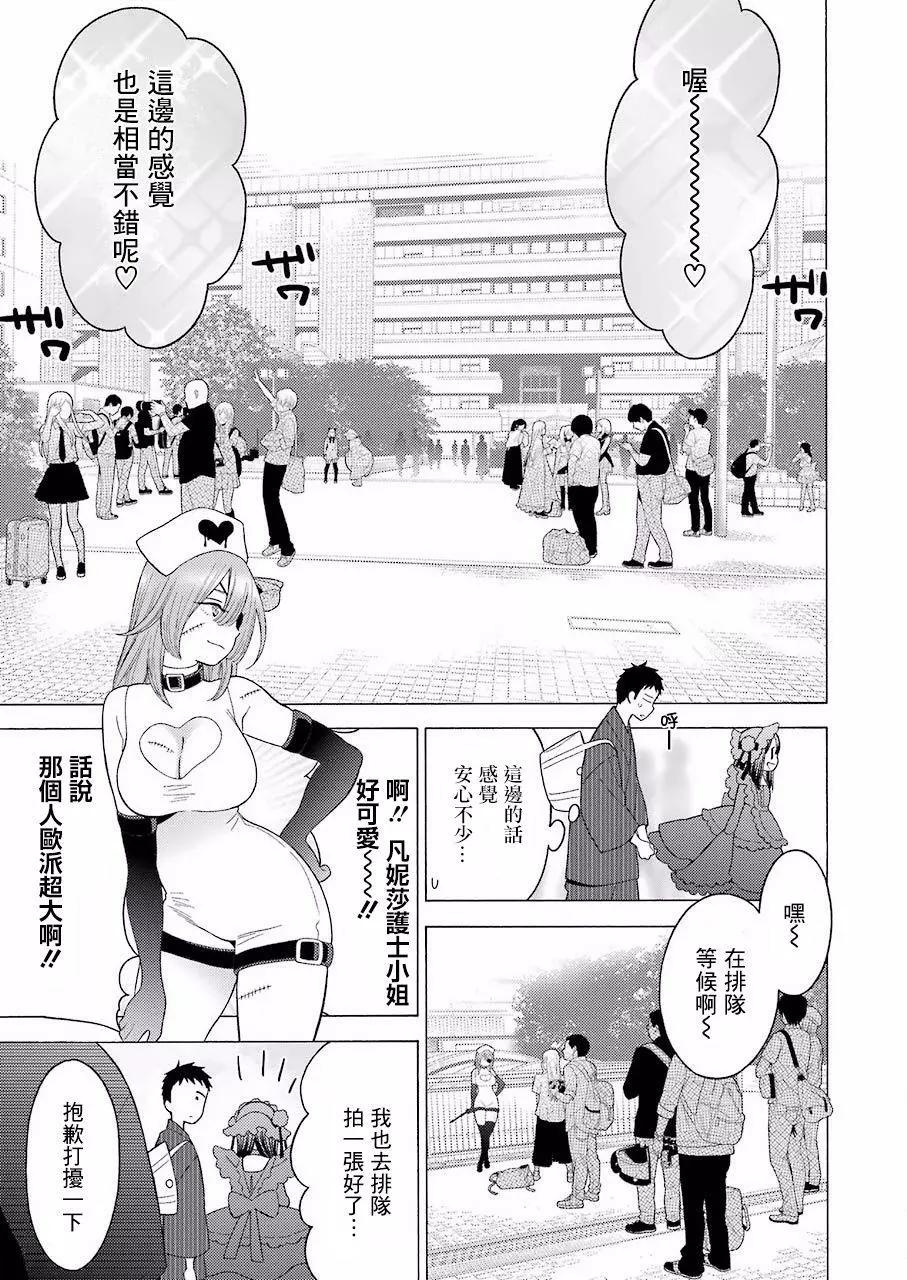 喔〜〜〜〜〜♡
這邊的感覺
也是相當不錯呢♡
ワ
イ
ワ
イ
ワ
イ
呼ー
這邊的話
感覺
安心不少…
嘿〜
在排隊
等候啊〜
啊!!凡妮莎護士小姐
好可愛〜〜!!
話說
那個人歐派超大啊!!
我也去排隊
拍一張好了…
抱歉打擾一下